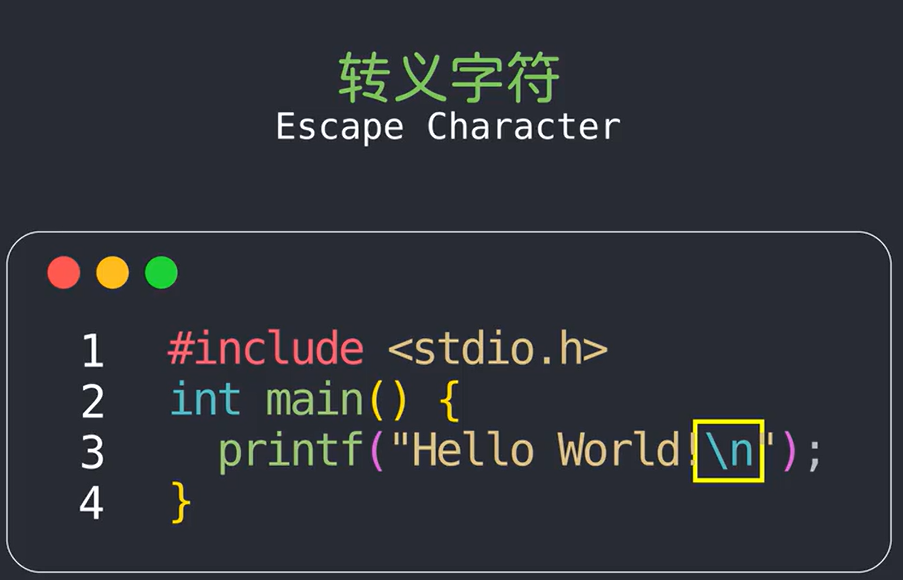 转义字符
Escape Character
1 #include <stdio.h>
2 int main() {
3   printf("Hello World!\n");
4 }